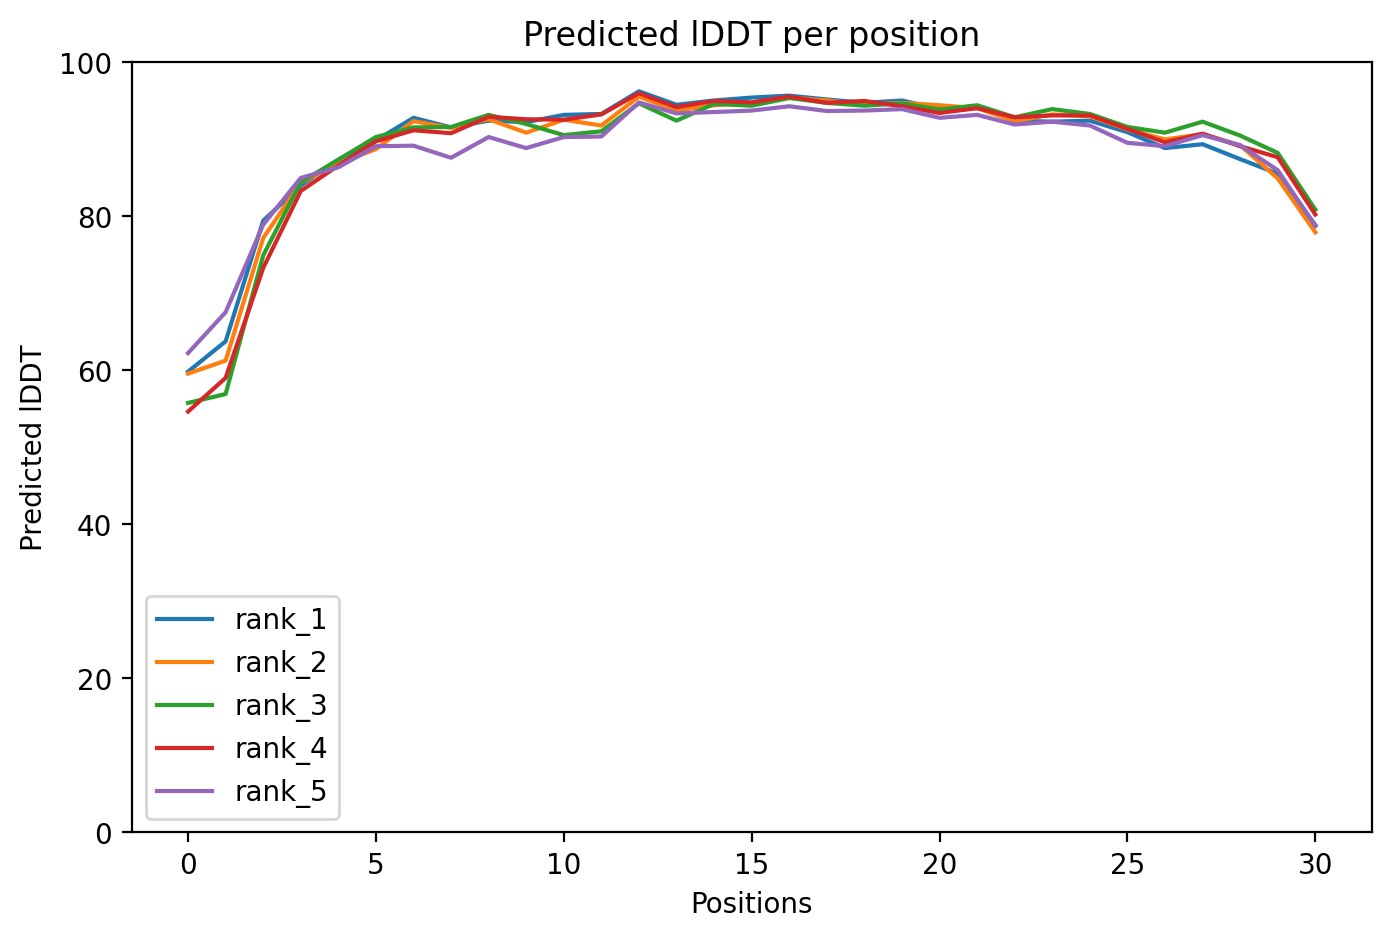 Predicted lDDT per position
100
80
60
40
20
0
Predicted lDDT
rank_1
rank_2
rank_3
rank_4
rank_5
0 5 10 15 20 25 30
Positions